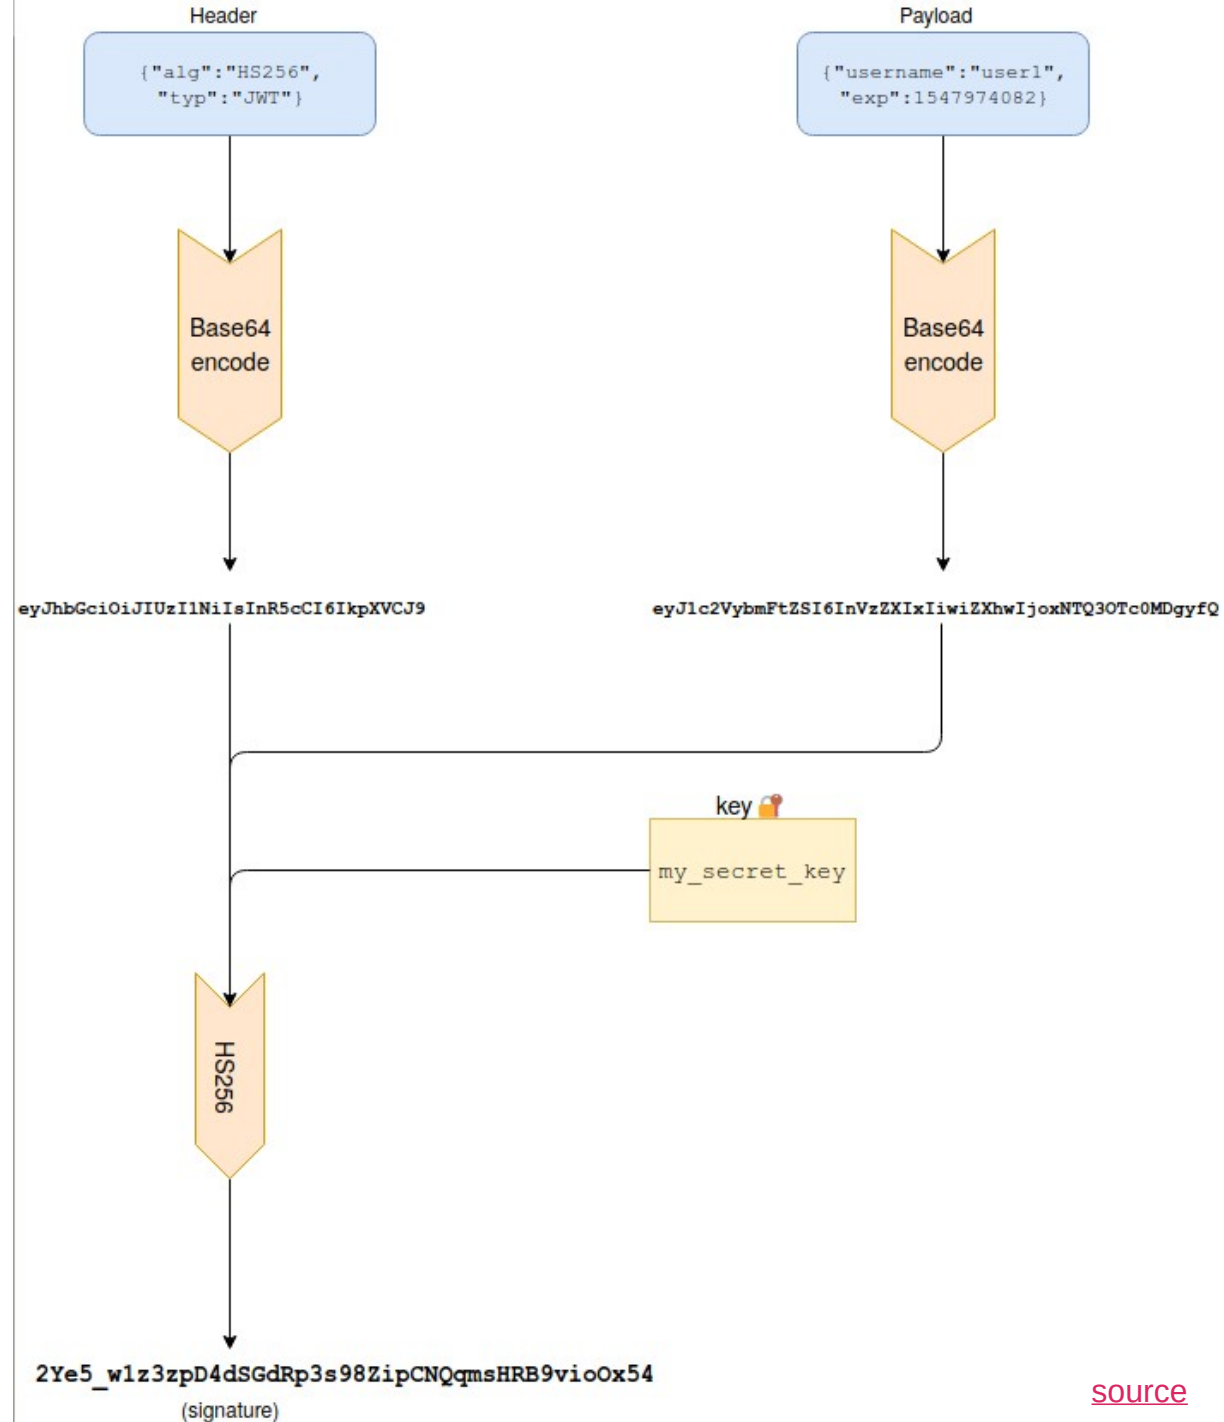 Header
Payload
{"alg":"HS256",
"typ":"JWT"}
{"username":"user1",
"exp":1547974082}
Base64
encode
Base64
encode
eyJhbGciOiJIUzI1NiIsInR5cCI6IkpXVCJ9
eyJ1c2VybmFtZSI6InVzZXIxIiwiZXhwIjoxNTQ3OTc0MDgyfQ
key
my_secret_key
HS256
2Ye5_w1z3zpD4dSGdRp3s98ZipCNQqmsHRB9vioOx54
(signature)
source